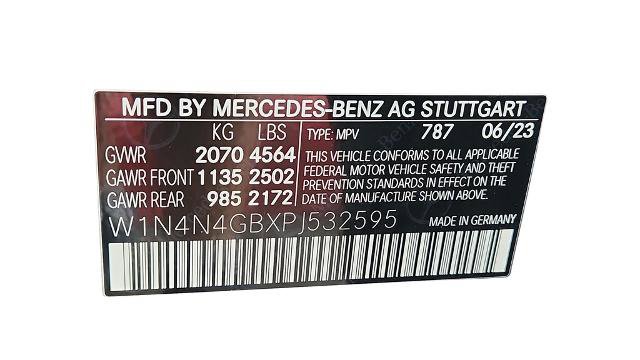 MFD BY MERCEDES-BENZ AG STUTTGART
KG LBS TYPE: MPV 787 06/23
GVWR 2070 4564 THIS VEHICLE CONFORMS TO ALL APPLICABLE
FEDERAL MOTOR VEHICLE SAFETY AND THEFT
GAWR FRONT 1135 2502 PREVENTION STANDARDS IN EFFECT ON THE
GAWR REAR 985 2172 DATE OF MANUFACTURE SHOWN ABOVE.
W1N4N4GBXPJ532595 MADE IN GERMANY